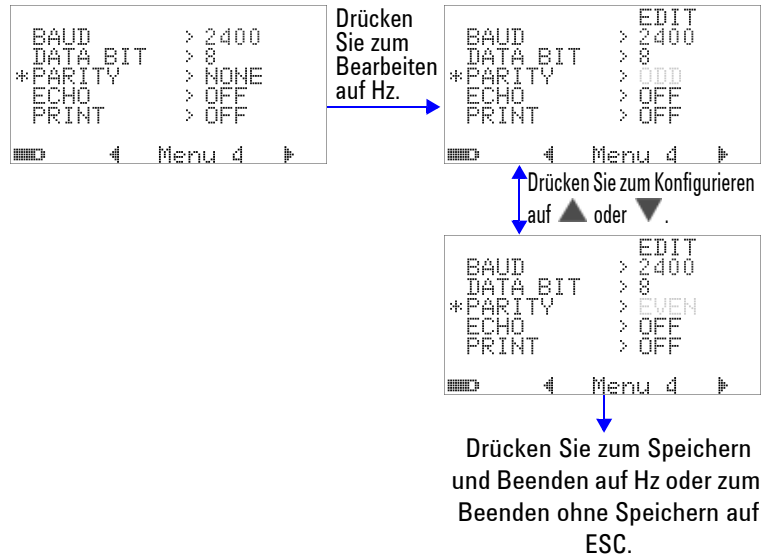 BAUD > 2400
DATA BIT > 8
*PARITY > NONE
ECHO > OFF
PRINT > OFF
Menu 4
Drücken
Sie zum
Bearbeiten
auf Hz.
EDIT
BAUD > 2400
DATA BIT > 8
*PARITY > ODD
ECHO > OFF
PRINT > OFF
Menu 4
Drücken Sie zum Konfigurieren
auf ▲ oder ▼.
EDIT
BAUD > 2400
DATA BIT > 8
*PARITY > EVEN
ECHO > OFF
PRINT > OFF
Menu 4
Drücken Sie zum Speichern
und Beenden auf Hz oder zum
Beenden ohne Speichern auf
ESC.